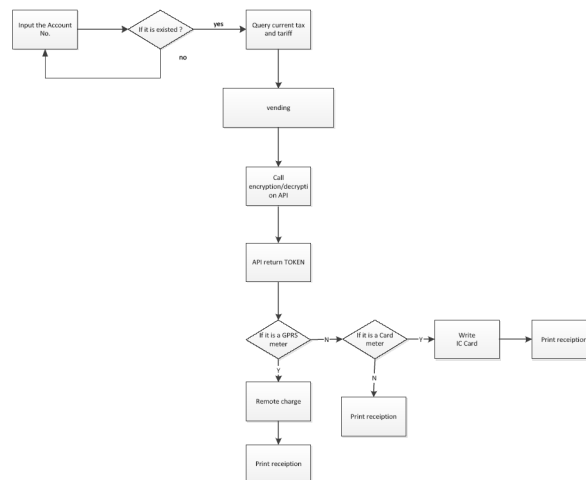 Input the Account
No.
If it is existed ?
yes
Query current tax
and tariff
no
vending
Call
encryption/decrypti
on API
API return TOKEN
If it is a GPRS
meter
N
If it is a Card
meter
Y
Write
IC Card
Print receiption
Y
N
Remote charge
Print receiption
Print receiption